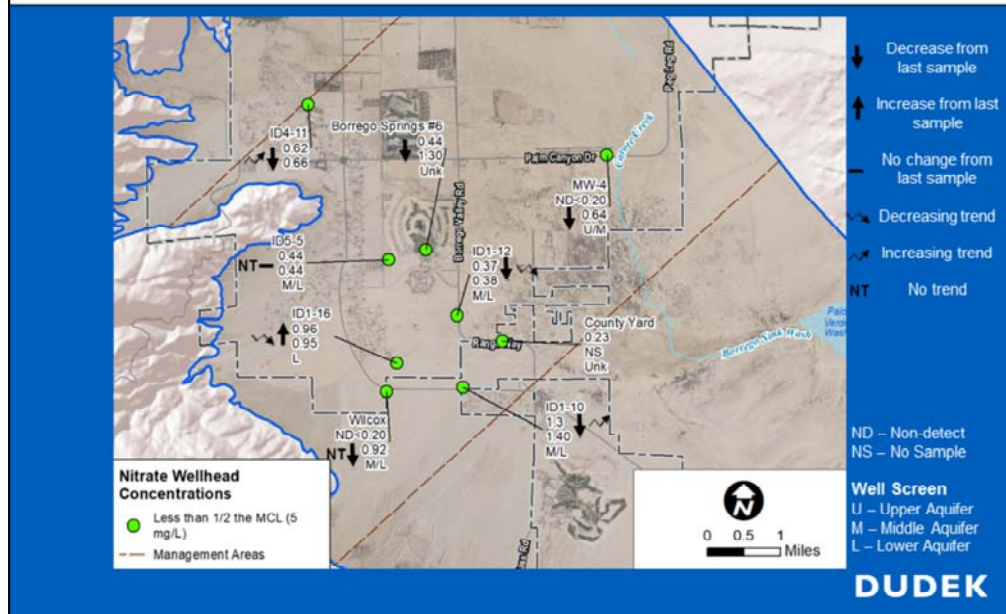 ID4-11
0.62
0.66
Borrego Springs #6
0.44
1.30
Unk
Peg Leg Rd
Palm Canyon Dr
Coyote Creek
MW-4
ND<0.20
0.64
U/M
Borrego Valley Rd
ID5-5
NT
0.44
0.44
M/L
ID1-12
0.37
0.38
M/L
ID1-16
0.96
0.95
L
County Yard
0.23
NS
Unk
Borrego Sink Wash
Wilcox
ND<0.20
NT
0.92
M/L
ID1-10
1.3
1.40
M/L
Nitrate Wellhead
Concentrations
Less than 1/2 the MCL (5
mg/L)
Management Areas
N
0 0.5 1
Miles
Decrease from
last sample
Increase from last
sample
No change from
last sample
Decreasing trend
Increasing trend
NT No trend
ND – Non-detect
NS – No Sample
Well Screen
U – Upper Aquifer
M – Middle Aquifer
L – Lower Aquifer
DUDEK